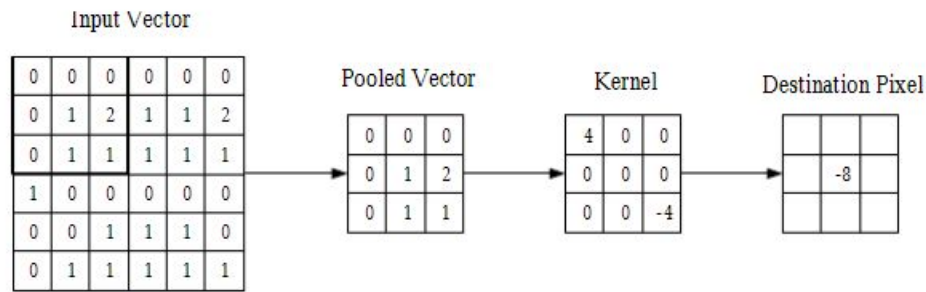 Input Vector
0 0 0 0 0 0
0 1 2 1 1 2
0 1 1 1 1 1
1 0 0 0 0 0
0 0 1 1 1 0
0 1 1 1 1 1
Pooled Vector
0 0 0
0 1 2
0 1 1
Kernel
4 0 0
0 0 0
0 0 -4
Destination Pixel
-8